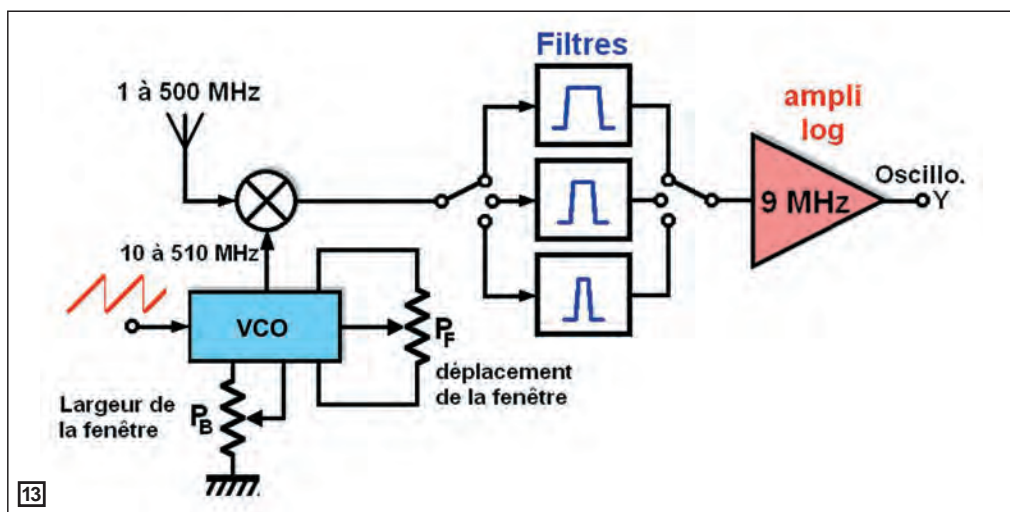 Filtres
1 à 500 MHz
ampli
log
Oscillo.
Y
9 MHz
10 à 510 MHz
VCO
PF
déplacement
de la fenêtre
Largeur de
la fenêtre
PB
13